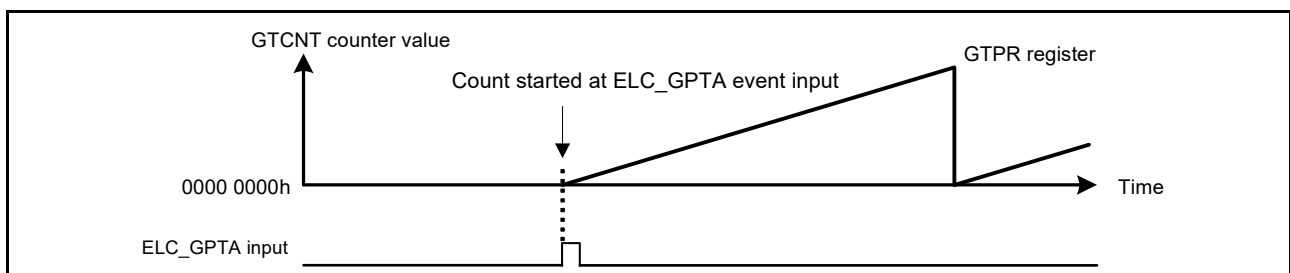 GTCNT counter value
GTPR register
Count started at ELC_GPTA event input
0000 0000h
Time
ELC_GPTA input